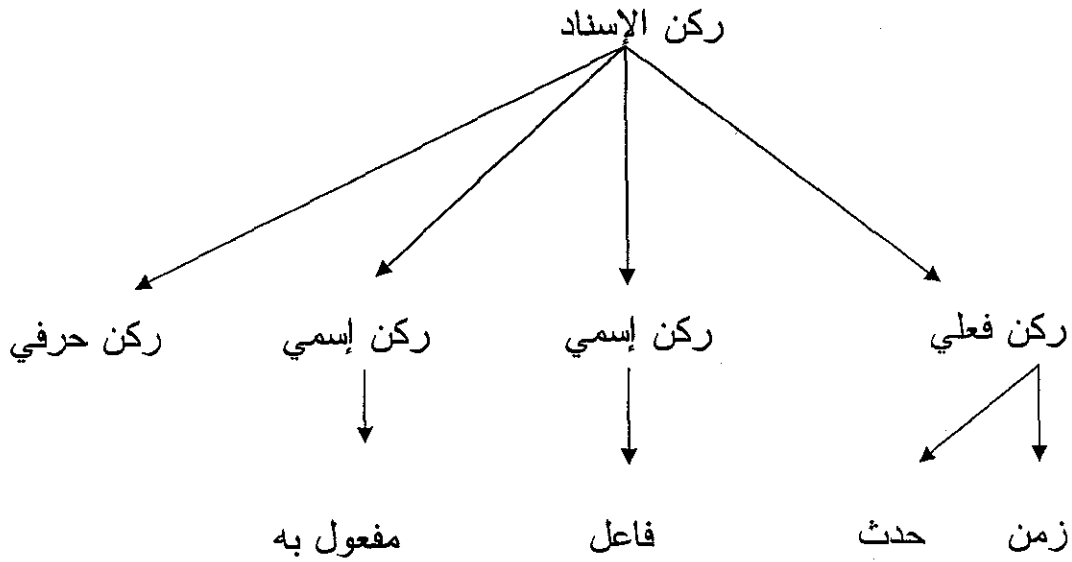 ركن الإسناد
ركن فعلي ركن إسمي ركن إسمي ركن حرفي
زمن حدث فاعل مفعول به